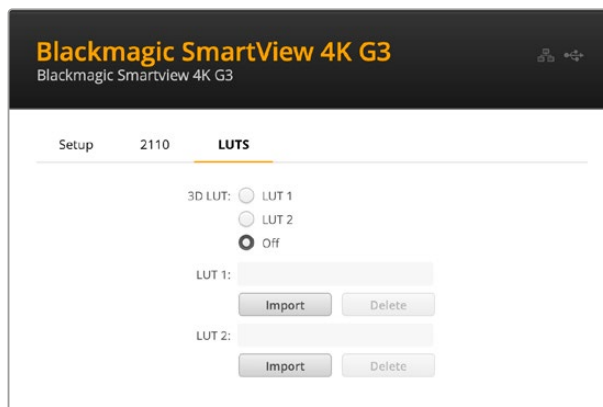 Blackmagic SmartView 4K G3
Blackmagic Smartview 4K G3
Setup 2110 LUTS
3D LUT: LUT 1
LUT 2
Off
LUT 1:
Import Delete
LUT 2:
Import Delete